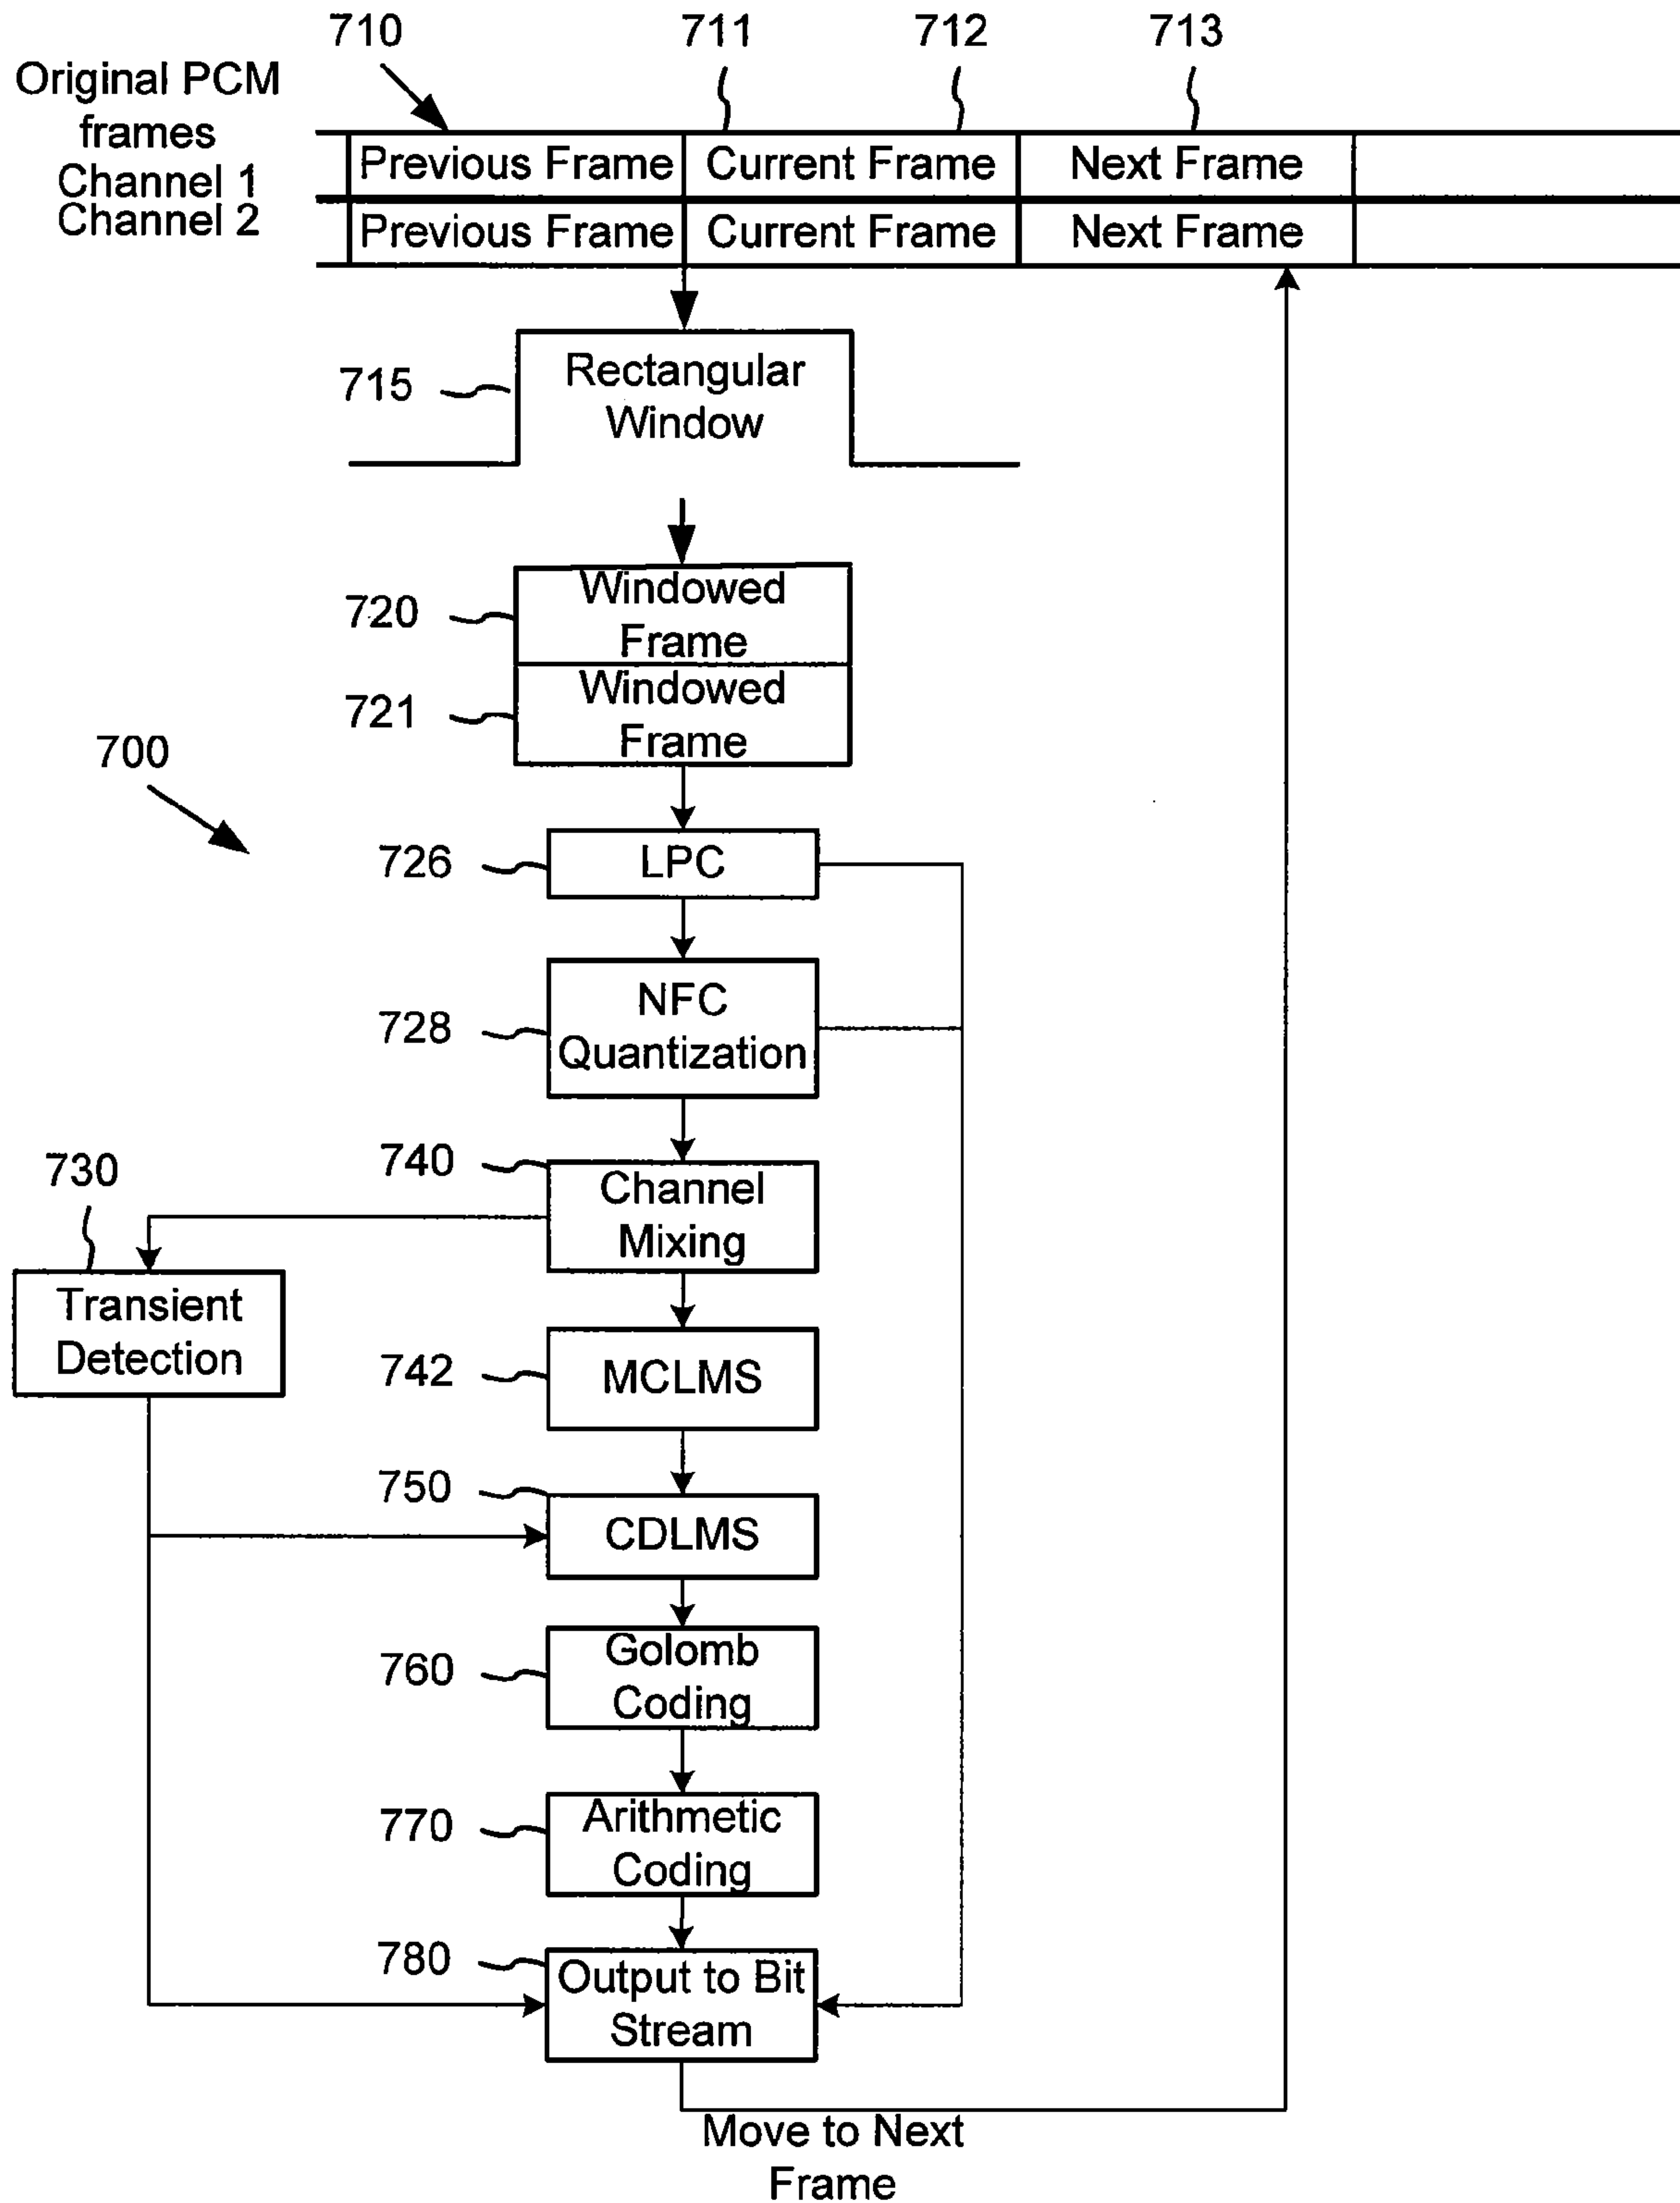 710 711 712 713
Original PCM
frames
Channel 1
Channel 2
Previous Frame Current Frame Next Frame
Previous Frame Current Frame Next Frame
715
Rectangular
Window
720
Windowed
Frame
721
Windowed
Frame
700
726
LPC
728
NFC
Quantization
740
Channel
Mixing
730
Transient
Detection
742
MCLMS
750
CDLMS
760
Golomb
Coding
770
Arithmetic
Coding
780
Output to Bit
Stream
Move to Next
Frame